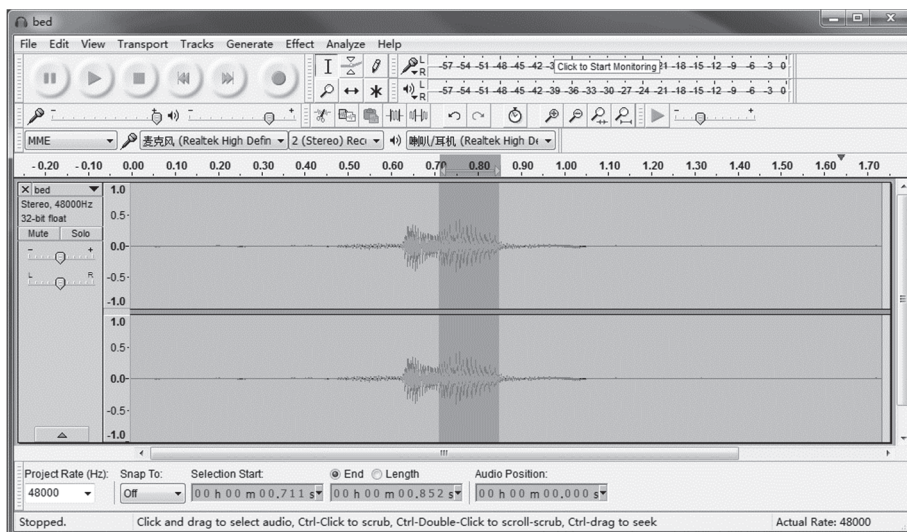 bed
File Edit View Transport Tracks Generate Effect Analyze Help
L R -57 -54 -51 -48 -45 -42 -3 Click to Start Monitoring 21 -18 -15 -12 -9 -6 -3 0
L R -57 -54 -51 -48 -45 -42 -39 -36 -33 -30 -27 -24 -21 -18 -15 -12 -9 -6 -3 0
MME 麦克风 (Realtek High Defin 2 (Stereo) Rec 喇叭/耳机 (Realtek High De
-0.20 -0.10 0.00 0.10 0.20 0.30 0.40 0.50 0.60 0.70 0.80 0.90 1.00 1.10 1.20 1.30 1.40 1.50 1.60 1.70
X bed
Stereo, 48000Hz
32-bit float
Mute Solo
- +
L R
1.0
0.5-
0.0-
-0.5-
-1.0
1.0
0.5-
0.0-
-0.5-
-1.0
Project Rate (Hz): Snap To: Selection Start: End Length Audio Position:
48000 Off 00 h 00 m 00.711 s 00 h 00 m 00.852 s 00 h 00 m 00.000 s
Stopped. Click and drag to select audio, Ctrl-Click to scrub, Ctrl-Double-Click to scroll-scrub, Ctrl-drag to seek Actual Rate: 48000